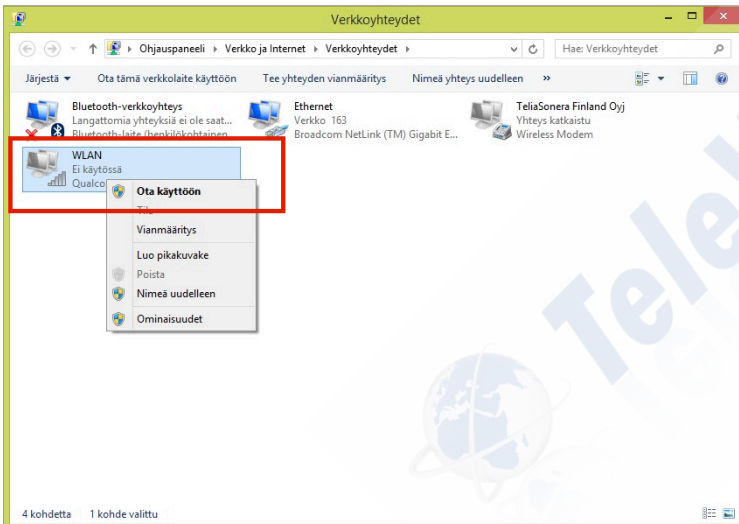 Verkkoyhteydet
Ohjauspaneeli ▸ Verkko ja Internet ▸ Verkkoyhteydet ▸
Hae: Verkkoyhteydet
Järjestä Ota tämä verkkolaite käyttöön Tee yhteyden vianmääritys Nimeä yhteys uudelleen »
Bluetooth-verkkoyhteys
Langattomia yhteyksiä ei ole saat...
Bluetooth-laite (henkilökohtainen
Ethernet
Verkko 163
Broadcom NetLink (TM) Gigabit E...
TeliaSonera Finland Oyj
Yhteys katkaistu
Wireless Modem
WLAN
Ei käytössä
Qualco
Ota käyttöön
Tila
Vianmääritys
Luo pikakuvake
Poista
Nimeä uudelleen
Ominaisuudet
Tele
4 kohdetta 1 kohde valittu